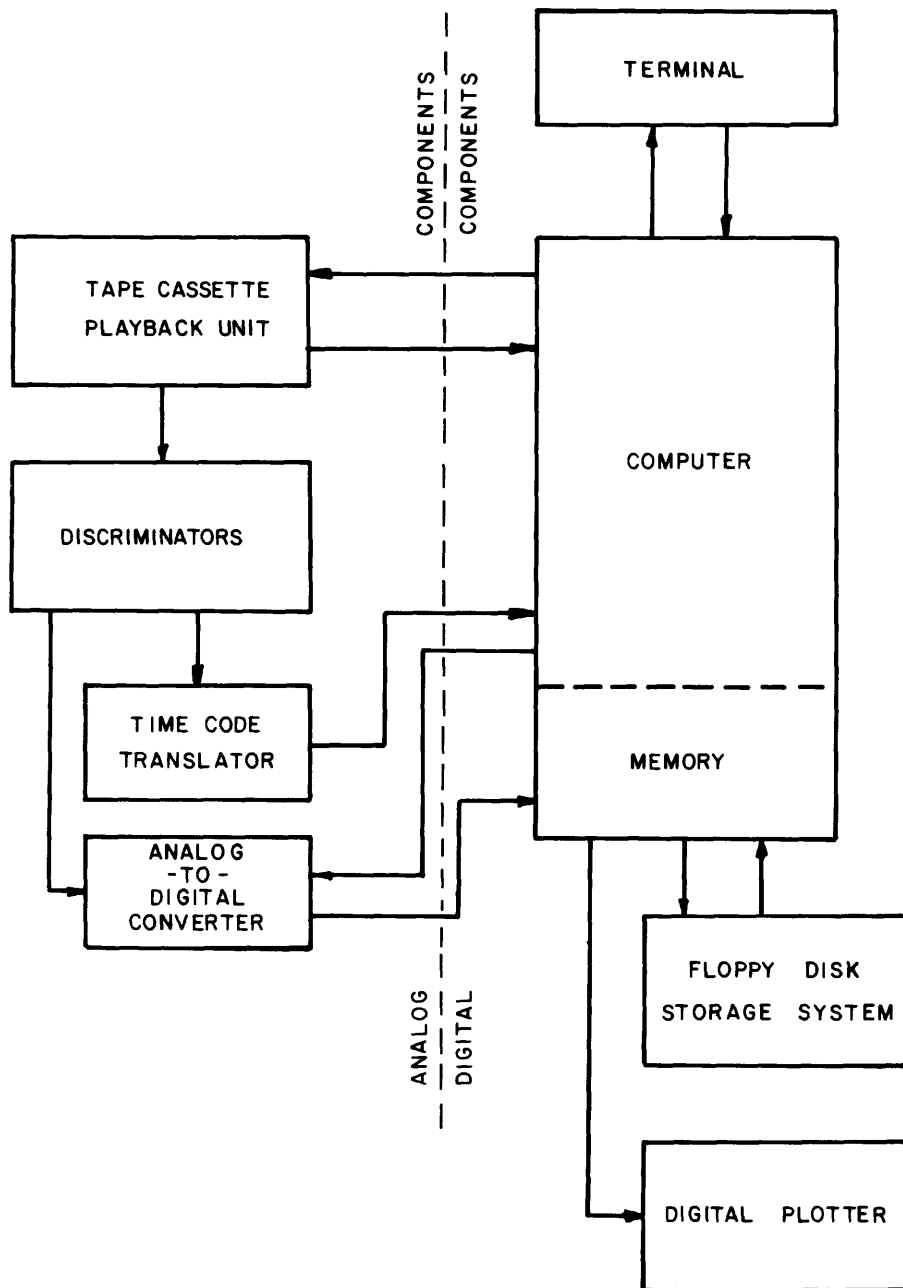 TERMINAL
COMPONENTS
COMPONENTS
TAPE CASSETTE
PLAYBACK UNIT
COMPUTER
DISCRIMINATORS
TIME CODE
TRANSLATOR
MEMORY
ANALOG
-TO-
DIGITAL
CONVERTER
FLOPPY DISK
STORAGE SYSTEM
ANALOG
DIGITAL
DIGITAL PLOTTER